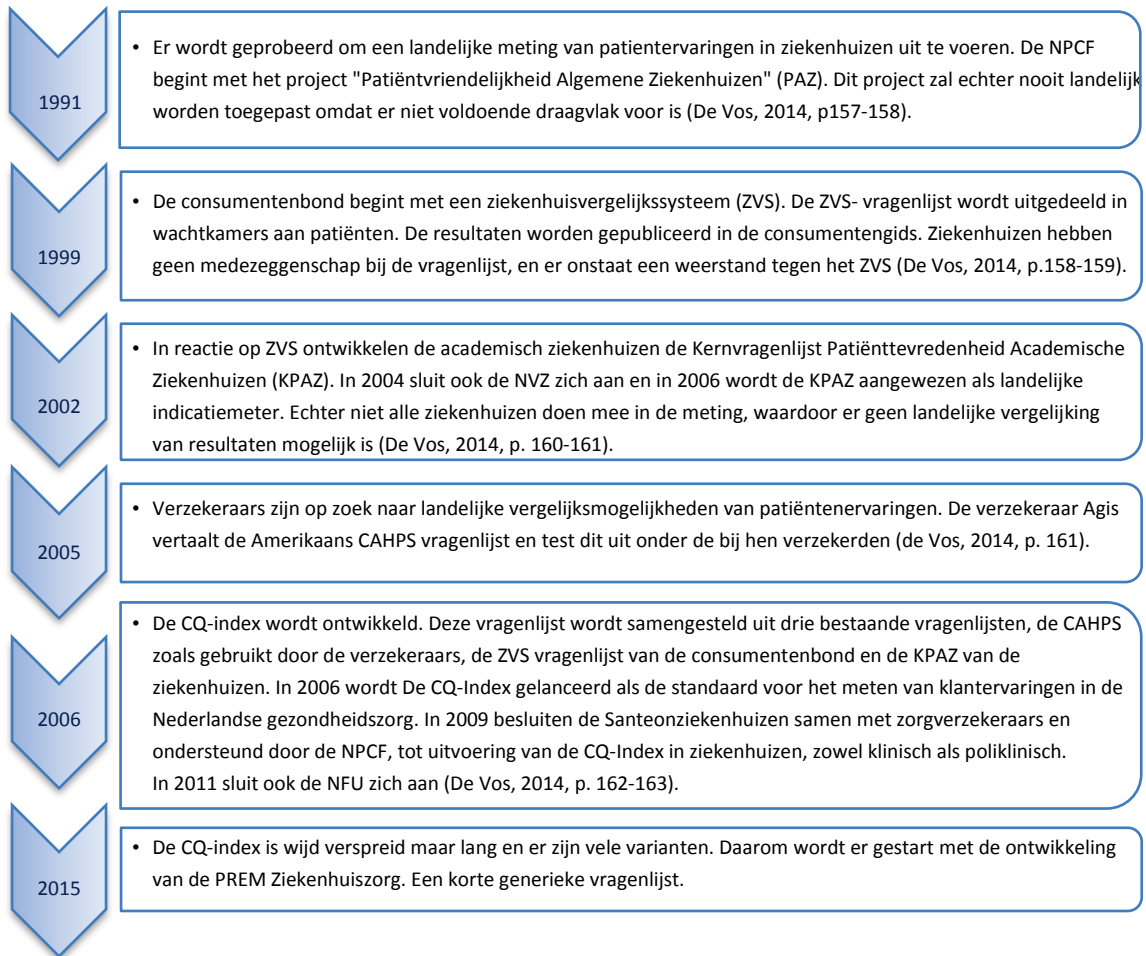 1991
• Er wordt geprobeerd om een landelijke meting van patientervaringen in ziekenhuizen uit te voeren. De NPCF
begint met het project "Patiëntvriendelijkheid Algemene Ziekenhuizen" (PAZ). Dit project zal echter nooit landelijk
worden toegepast omdat er niet voldoende draagvlak voor is (De Vos, 2014, p157-158).
1999
• De consumentenbond begint met een ziekenhuisvergelijkssysteem (ZVS). De ZVS- vragenlijst wordt uitgedeeld in
wachtkamers aan patiënten. De resultaten worden gepubliceerd in de consumentengids. Ziekenhuizen hebben
geen medezeggenschap bij de vragenlijst, en er onstaat een weerstand tegen het ZVS (De Vos, 2014, p.158-159).
2002
• In reactie op ZVS ontwikkelen de academisch ziekenhuizen de Kernvragenlijst Patiënttevredenheid Academische
Ziekenhuizen (KPAZ). In 2004 sluit ook de NVZ zich aan en in 2006 wordt de KPAZ aangewezen als landelijke
indicatiemeter. Echter niet alle ziekenhuizen doen mee in de meting, waardoor er geen landelijke vergelijking
van resultaten mogelijk is (De Vos, 2014, p. 160-161).
2005
• Verzekeraars zijn op zoek naar landelijke vergelijksmogelijkheden van patiëntenervaringen. De verzekeraar Agis
vertaalt de Amerikaans CAHPS vragenlijst en test dit uit onder de bij hen verzekerden (de Vos, 2014, p. 161).
2006
• De CQ-index wordt ontwikkeld. Deze vragenlijst wordt samengesteld uit drie bestaande vragenlijsten, de CAHPS
zoals gebruikt door de verzekeraars, de ZVS vragenlijst van de consumentenbond en de KPAZ van de
ziekenhuizen. In 2006 wordt De CQ-Index gelanceerd als de standaard voor het meten van klantervaringen in de
Nederlandse gezondheidszorg. In 2009 besluiten de Santeonziekenhuizen samen met zorgverzekeraars en
ondersteund door de NPCF, tot uitvoering van de CQ-Index in ziekenhuizen, zowel klinisch als poliklinisch.
In 2011 sluit ook de NFU zich aan (De Vos, 2014, p. 162-163).
2015
• De CQ-index is wijd verspreid maar lang en er zijn vele varianten. Daarom wordt er gestart met de ontwikkeling
van de PREM Ziekenhuiszorg. Een korte generieke vragenlijst.